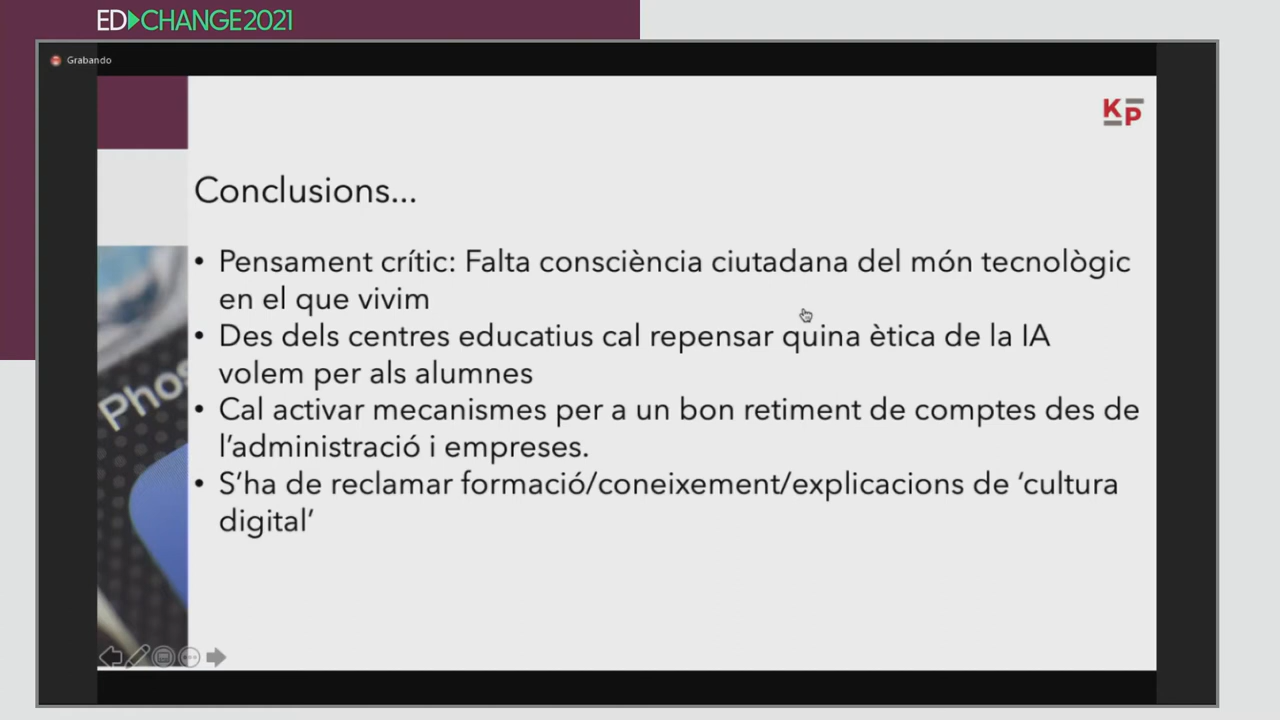 ED▶CHANGE2021
Grabando
KP
Conclusions...
• Pensament crític: Falta consciència ciutadana del món tecnològic
en el que vivim
• Des dels centres educatius cal repensar quina ètica de la IA
volem per als alumnes
• Cal activar mecanismes per a un bon retiment de comptes des de
l’administració i empreses.
• S’ha de reclamar formació/coneixement/explicacions de ‘cultura
digital’
Phos